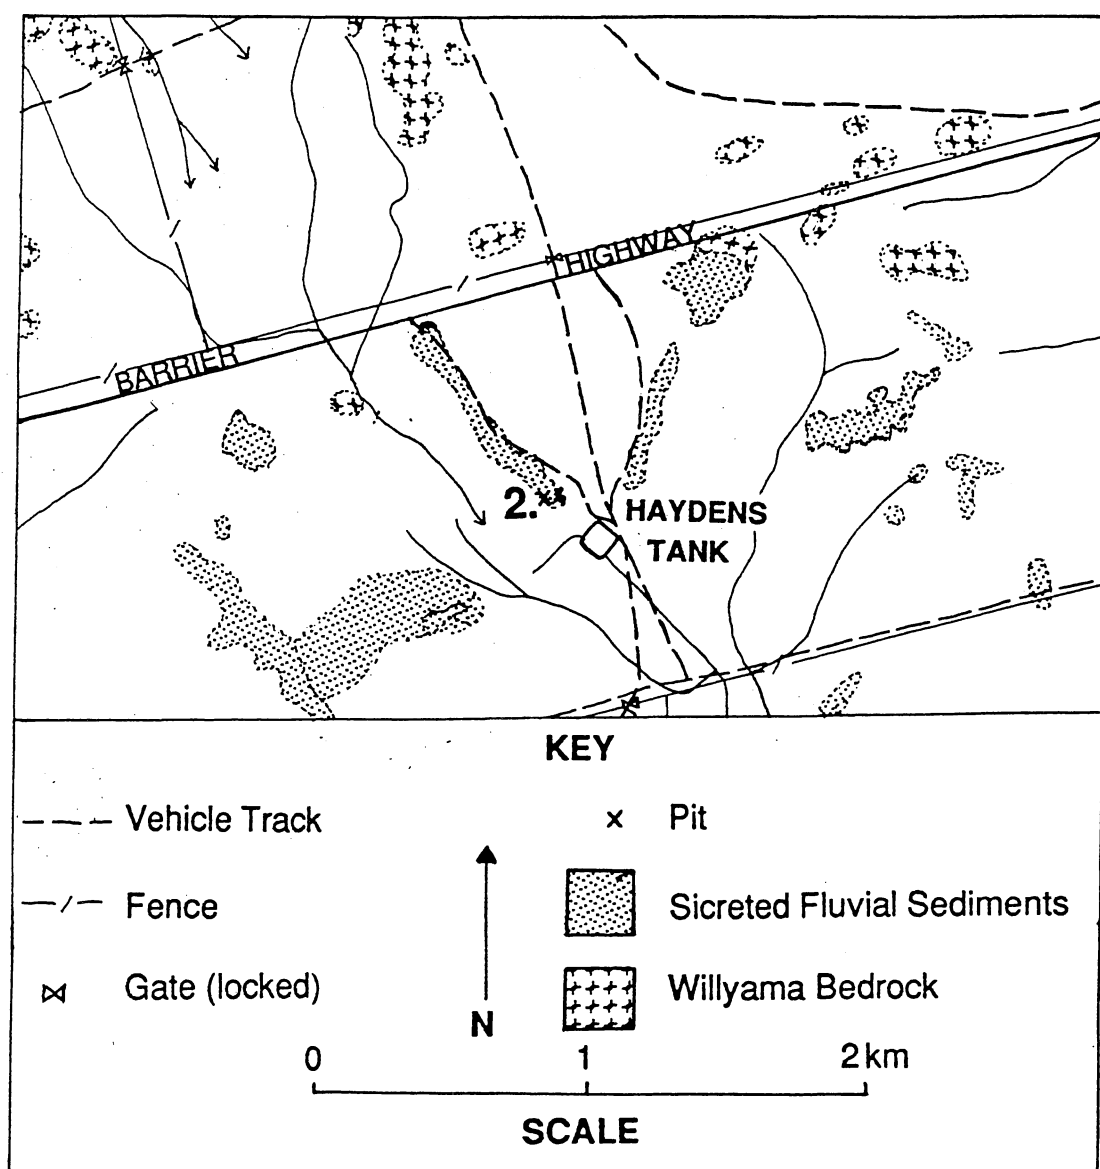 HIGHWAY
BARRIER
2.
HAYDENS
TANK
KEY
Vehicle Track
Pit
Fence
Sicreted Fluvial Sediments
Gate (locked)
Willyama Bedrock
N
0 1 2 km
SCALE